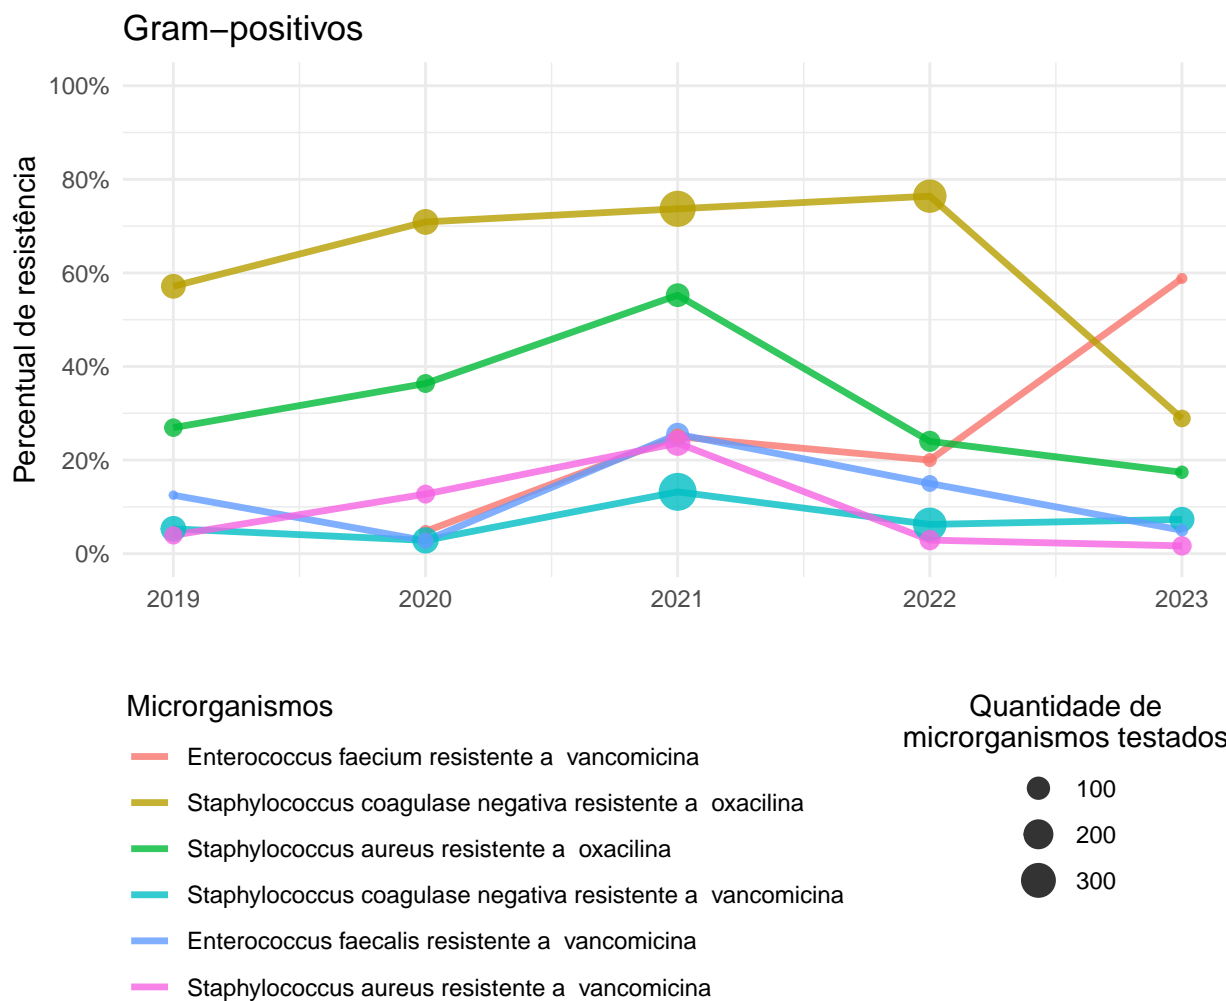 Gram−positivos
Percentual de resistência
100%
80%
60%
40%
20%
0%
2019 2020 2021 2022 2023
Microrganismos
Enterococcus faecium resistente a  vancomicina
Staphylococcus coagulase negativa resistente a  oxacilina
Staphylococcus aureus resistente a  oxacilina
Staphylococcus coagulase negativa resistente a  vancomicina
Enterococcus faecalis resistente a  vancomicina
Staphylococcus aureus resistente a  vancomicina
Quantidade de
microrganismos testados
100
200
300